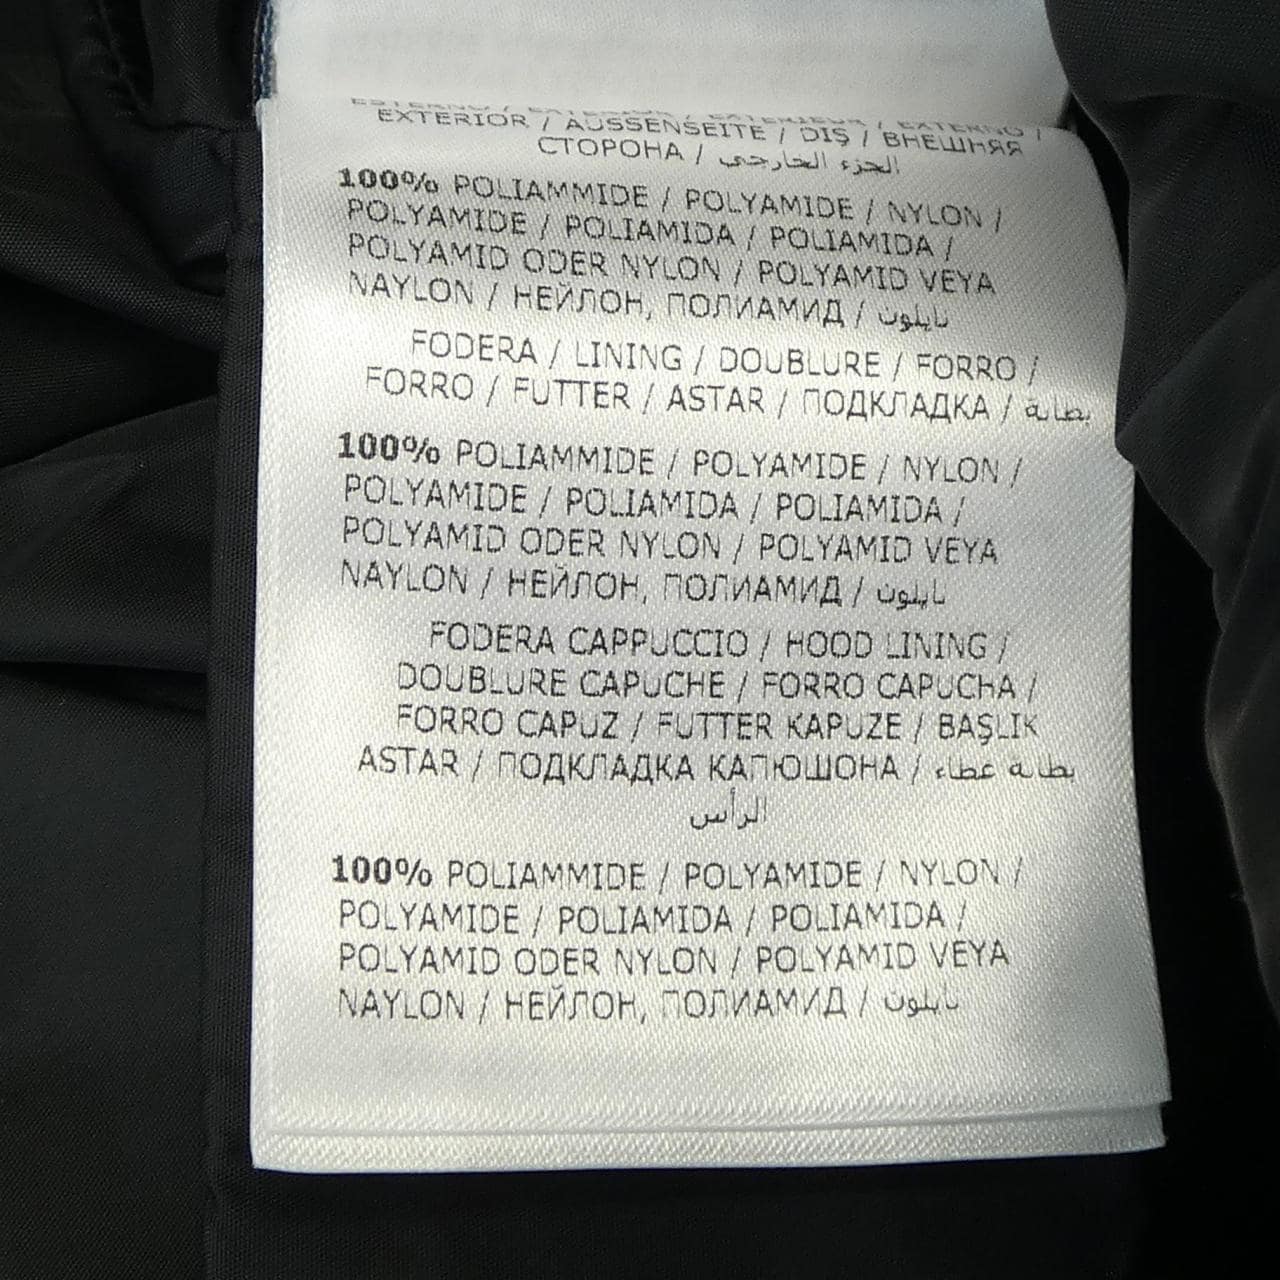 ESTERNO / EXTERIOR / EXTERIEUR / EXTERNO /
EXTERIOR / AUSSENSEITE / DIŞ / ВНЕШНЯЯ
СТОРОНА / الجزء الخارجي
100% POLIAMMIDE / POLYAMIDE / NYLON /
POLYAMIDE / POLIAMIDA / POLIAMIDA /
POLYAMID ODER NYLON / POLYAMID VEYA
NAYLON / НЕЙЛОН, ПОЛИАМИД / نايلون
FODERA / LINING / DOUBLURE / FORRO /
FORRO / FUTTER / ASTAR / ПОДКЛАДКА / بطانة
100% POLIAMMIDE / POLYAMIDE / NYLON /
POLYAMIDE / POLIAMIDA / POLIAMIDA /
POLYAMID ODER NYLON / POLYAMID VEYA
NAYLON / НЕЙЛОН, ПОЛИАМИД / نايلون
FODERA CAPPUCCIO / HOOD LINING /
DOUBLURE CAPUCHE / FORRO CAPUCHA /
FORRO CAPUZ / FUTTER KAPUZE / BAŞLIK
ASTAR / ПОДКЛАДКА КАПЮШОНА / بطانة غطاء
الرأس
100% POLIAMMIDE / POLYAMIDE / NYLON /
POLYAMIDE / POLIAMIDA / POLIAMIDA /
POLYAMID ODER NYLON / POLYAMID VEYA
NAYLON / НЕЙЛОН, ПОЛИАМИД / نايلون